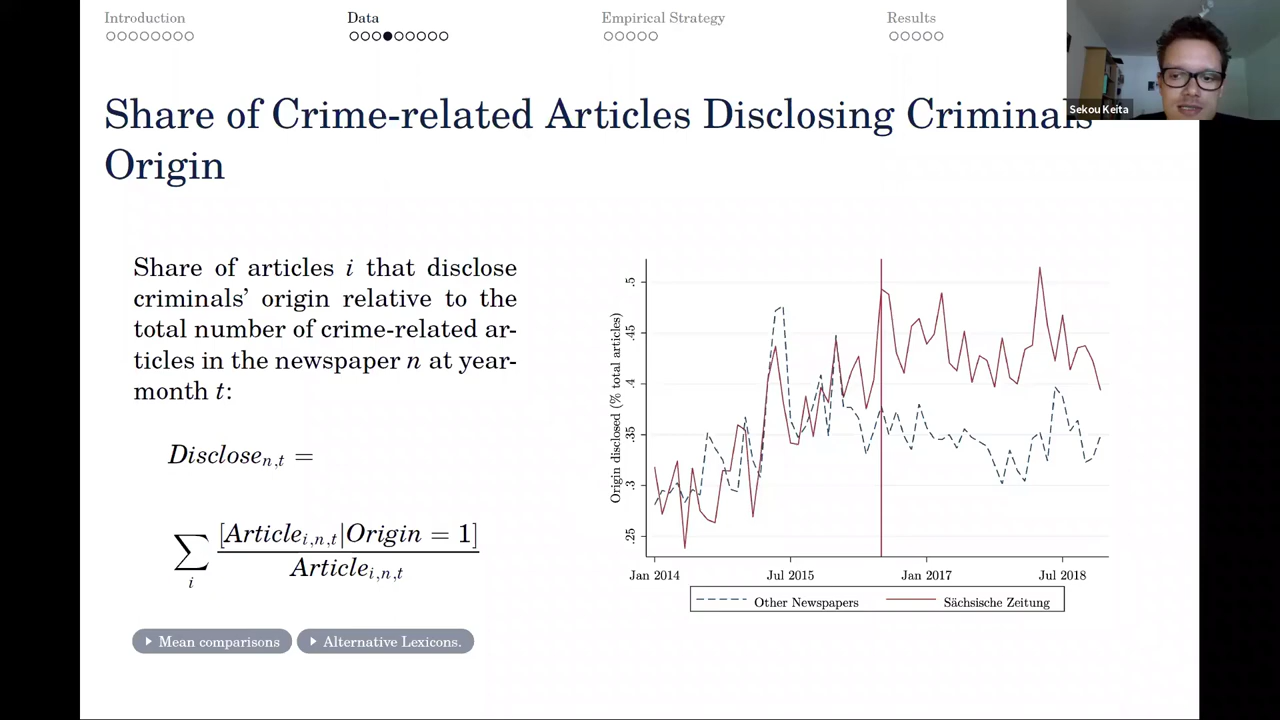 Introduction
Data
Empirical Strategy
Results
Sekou Keita
Share of Crime-related Articles Disclosing Criminals
Origin
Share of articles i that disclose
criminals' origin relative to the
total number of crime-related ar-
ticles in the newspaper n at year-
month t:
Disclose_{n,t} =
∑_i [Article_{i,n,t}|Origin = 1]
Article_{i,n,t}
Mean comparisons
Alternative Lexicons.
Origin disclosed (% total articles)
.5
.45
.4
.35
.3
.25
Jan 2014
Jul 2015
Jan 2017
Jul 2018
Other Newspapers
Sächsische Zeitung